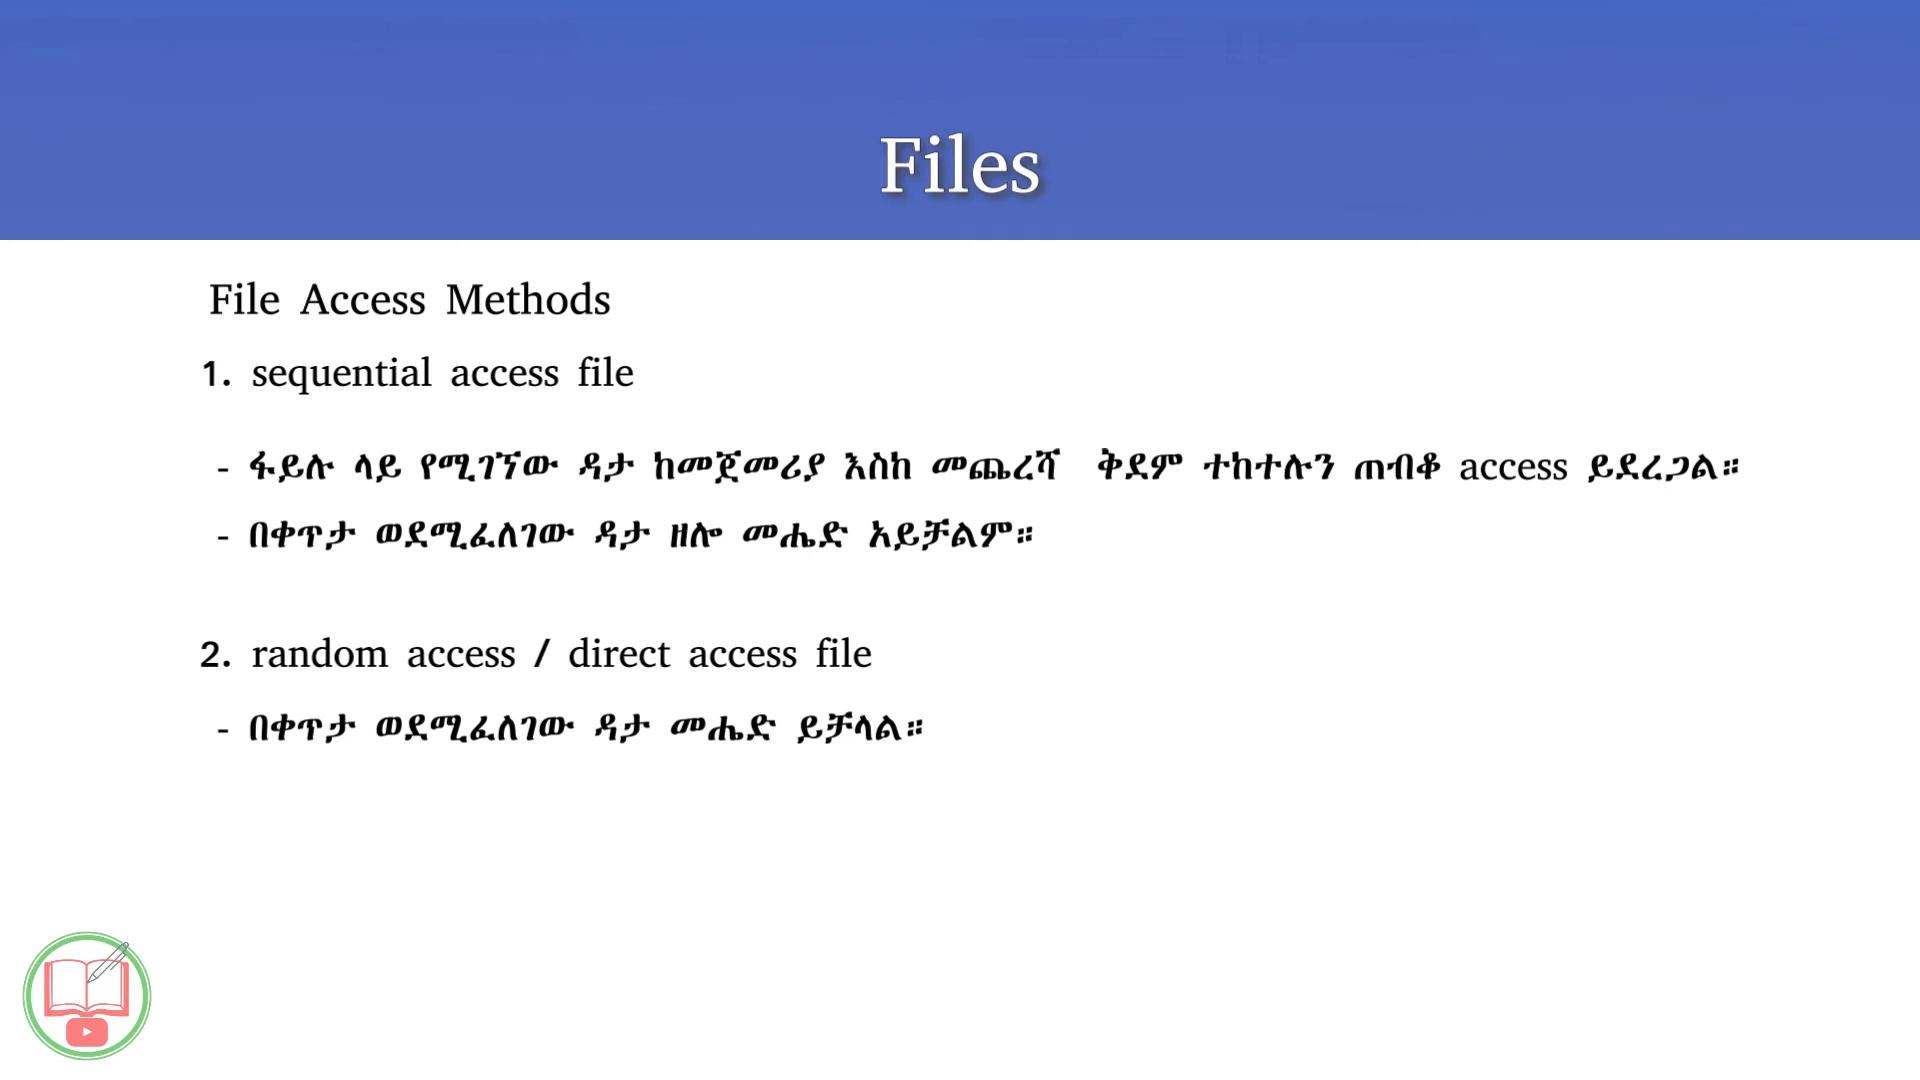 Files
File Access Methods
1. sequential access file
- ፋይሉ ላይ የሚገኘው ዳታ ከመጀመሪያ እስከ መጨረሻ ቅደም ተከተሉን ጠብቆ access ይደረጋል።
- በቀጥታ ወደሚፈለገው ዳታ ዘሎ መሔድ አይቻልም።
2. random access / direct access file
- በቀጥታ ወደሚፈለገው ዳታ መሔድ ይቻላል።